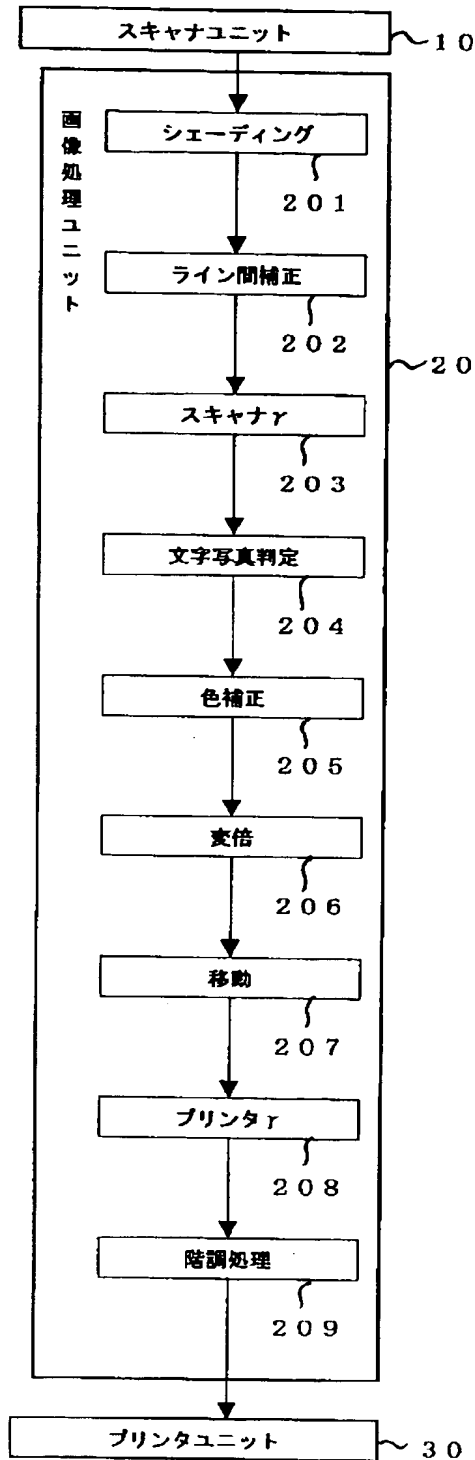 スキャナユニット
10
画像処理ユニット
シェーディング
201
ライン間補正
202
20
スキャナγ
203
文字写真判定
204
色補正
205
変倍
206
移動
207
プリンタγ
208
階調処理
209
プリンタユニット
30